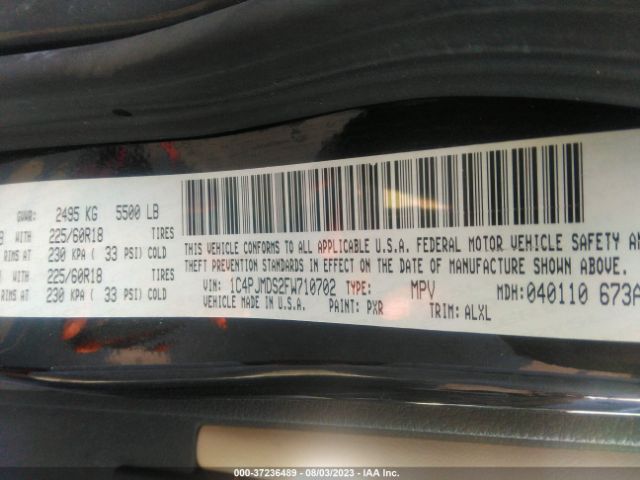 GVWR: 2495 KG 5500 LB
WITH 225/60R18 TIRES
RIMS AT 230 KPA ( 33 PSI) COLD
WITH 225/60R18 TIRES
RIMS AT 230 KPA ( 33 PSI) COLD
THIS VEHICLE CONFORMS TO ALL APPLICABLE U.S.A. FEDERAL MOTOR VEHICLE SAFETY AN
THEFT PREVENTION STANDARDS IN EFFECT ON THE DATE OF MANUFACTURE SHOWN ABOVE.
VIN: 1C4PJMDS2FW710702 TYPE: MPV MDH:040110 673A
VEHICLE MADE IN U.S.A. PAINT: PXR TRIM: ALXL
000-37236489 - 08/03/2023 - IAA Inc.